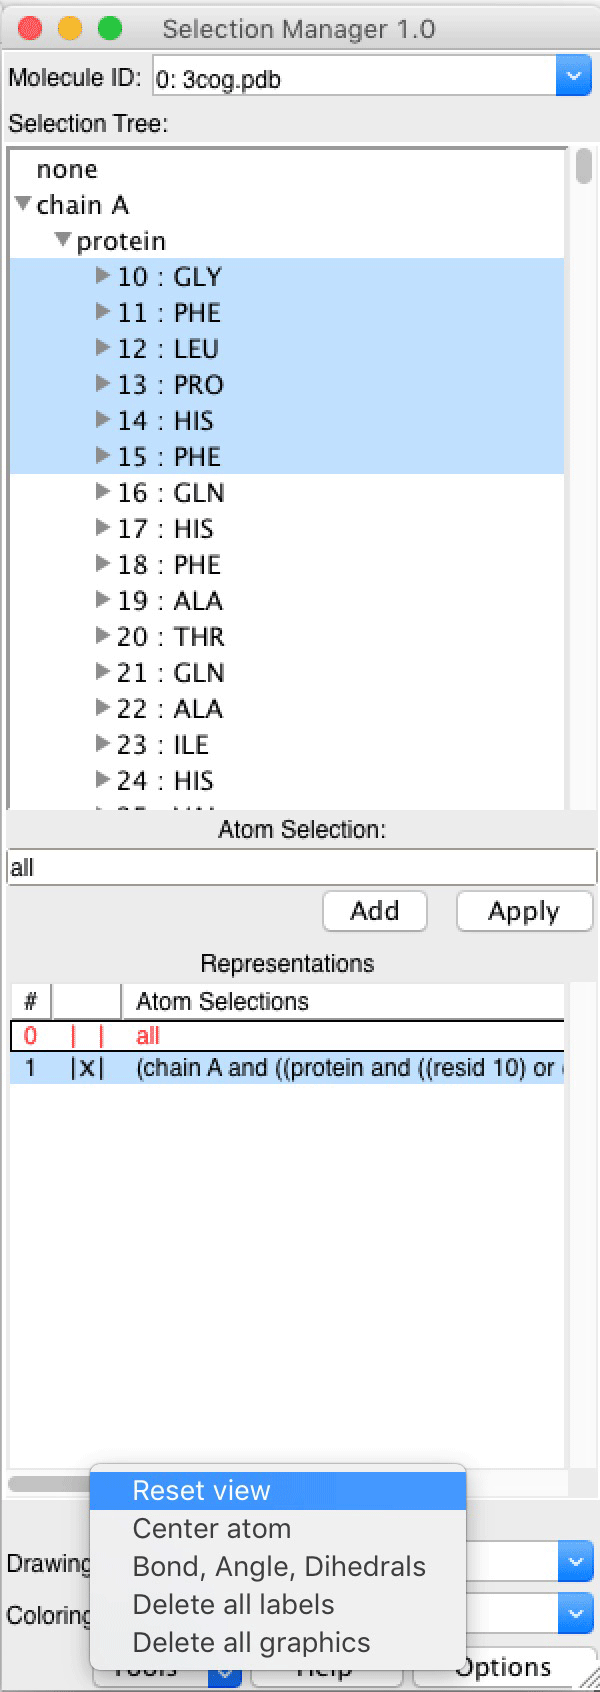 Selection Manager 1.0
Molecule ID: 0: 3cog.pdb
Selection Tree:
none
chain A
protein
10 : GLY
11 : PHE
12 : LEU
13 : PRO
14 : HIS
15 : PHE
16 : GLN
17 : HIS
18 : PHE
19 : ALA
20 : THR
21 : GLN
22 : ALA
23 : ILE
24 : HIS
Atom Selection:
all
Add Apply
Representations
# Atom Selections
0 | | all
1 |X| (chain A and ((protein and ((resid 10) or
Reset view
Center atom
Drawing Bond, Angle, Dihedrals
Coloring Delete all labels
Delete all graphics
Tools Help Options